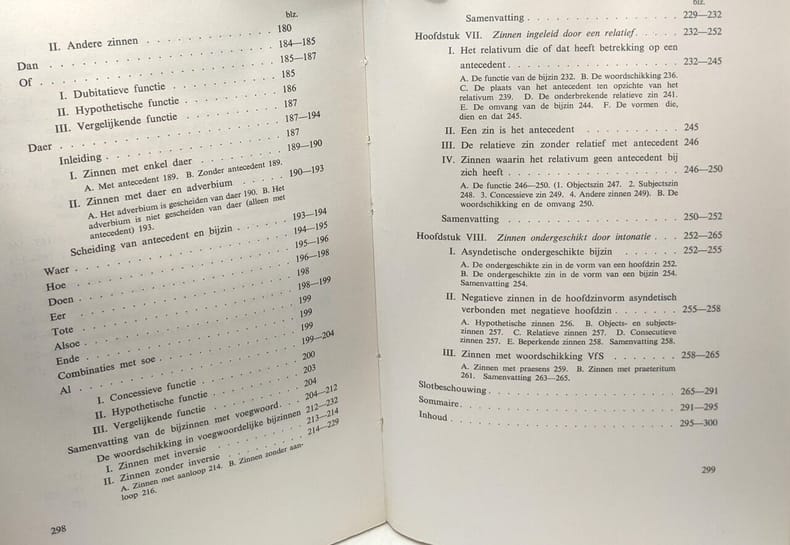 blz.
II. Andere zinnen . . . 180
Dan . . . 184—185
Of . . . 185—187
I. Dubitatieve functie . . . 185
II. Hypothetische functie . . . 186
III. Vergelijkende functie . . . 187
Daer . . . 187—194
Inleiding . . . 187
I. Zinnen met enkel daer . . . 189—190
A. Met antecedent 189. B. Zonder antecedent 189.
II. Zinnen met daer en adverbium . . . 190—193
A. Het adverbium is gescheiden van daer 190. B. Het
adverbium is niet gescheiden van daer (alleen met
antecedent) 193.
Scheiding van antecedent en bijzin . . . 193—194
Waer . . . 194—195
Hoe . . . 195—196
Doen . . . 196—198
Eer . . . 198
Tote . . . 198—199
Alsoe . . . 199
Ende . . . 199
Combinaties met soe . . . 199
Al . . . 199—204
I. Concessieve functie . . . 200
II. Hypothetische functie . . . 203
III. Vergelijkende functie . . . 204
Samenvatting van de bijzinnen met voegwoord . . . 204—212
De woordschikking in voegwoordelijke bijzinnen 212—232
I. Zinnen met inversie . . . 213—214
II. Zinnen zonder inversie . . . 214—229
A. Zinnen met aanloop 214. B. Zinnen zonder aan-
loop 216.
298
blz.
Samenvatting . . . 229—232
Hoofdstuk VII. Zinnen ingeleid door een relatief . . . 232—252
I. Het relativum die of dat heeft betrekking op een
antecedent . . . 232—245
A. De functie van de bijzin 232. B. De woordschikking 236.
C. De plaats van het antecedent ten opzichte van het
relativum 239. D. De onderbrekende relatieve zin 241.
E. De omvang van de bijzin 244. F. De vormen die,
dien en dat 245.
II. Een zin is het antecedent . . . 245
III. De relatieve zin zonder relatief met antecedent 246
IV. Zinnen waarin het relativum geen antecedent bij
zich heeft . . . 246—250
A. De functie 246—250. (1. Objectszin 247. 2. Subjectszin
248. 3. Concessieve zin 249. 4. Andere zinnen 249). B. De
woordschikking en de omvang 250.
Samenvatting . . . 250—252
Hoofdstuk VIII. Zinnen ondergeschikt door intonatie . . . 252—265
I. Asyndetische ondergeschikte bijzin . . . 252—255
A. De ondergeschikte zin in de vorm van een hoofdzin 252.
B. De ondergeschikte zin in de vorm van een bijzin 254.
Samenvatting 254.
II. Negatieve zinnen in de hoofdzinvorm asyndetisch
verbonden met negatieve hoofdzin . . . 255—258
A. Hypothetische zinnen 256. B. Objects- en subjects-
zinnen 257. C. Relatieve zinnen 257. D. Consecutieve
zinnen 257. E. Beperkende zinnen 258. Samenvatting 258.
III. Zinnen met woordschikking VfS . . . 258—265
A. Zinnen met praesens 259. B. Zinnen met praeteritum
261. Samenvatting 263—265.
Slotbeschouwing . . . 265—291
Sommaire . . . 291—295
Inhoud . . . 295—300
299